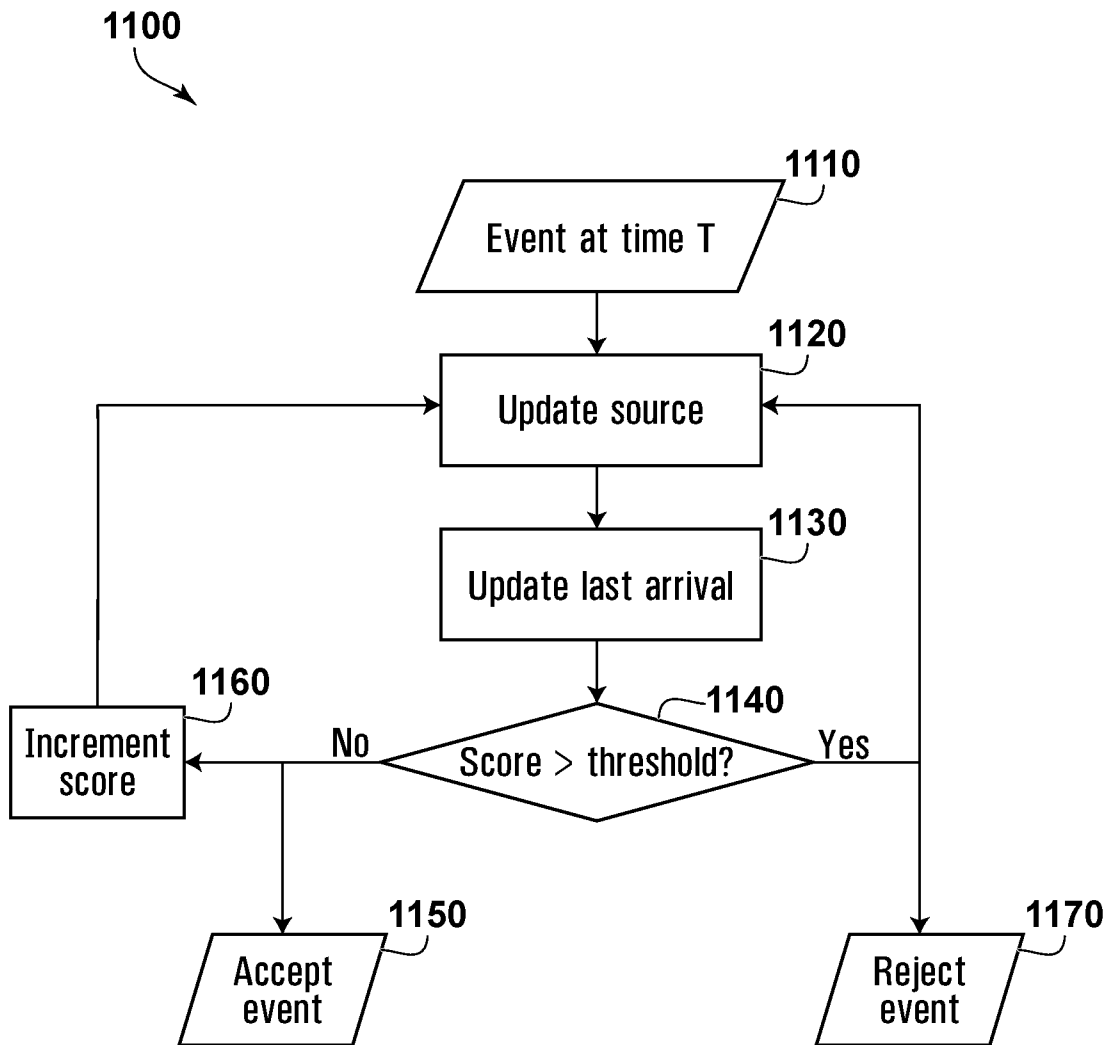 1100
1110
Event at time T
1120
Update source
1130
Update last arrival
1160
1140
Increment
score
No
Score > threshold?
Yes
1150
1170
Accept
event
Reject
event